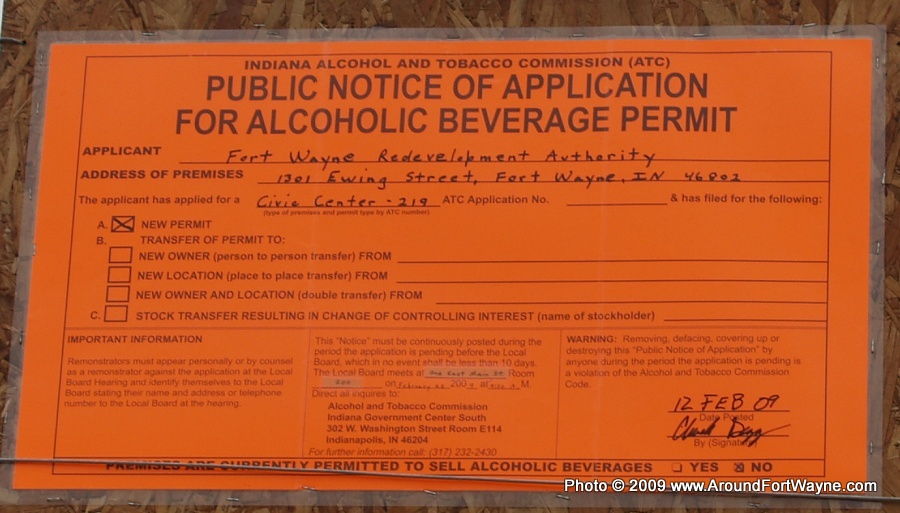 INDIANA ALCOHOL AND TOBACCO COMMISSION (ATC)
PUBLIC NOTICE OF APPLICATION
FOR ALCOHOLIC BEVERAGE PERMIT
APPLICANT Fort Wayne Redevelopment Authority
ADDRESS OF PREMISES 1301 Ewing Street, Fort Wayne, IN 46802
The applicant has applied for a Civic Center - 219 ATC Application No. & has filed for the following:
(type of premises and permit type by ATC number)
A. NEW PERMIT
B. TRANSFER OF PERMIT TO:
NEW OWNER (person to person transfer) FROM
NEW LOCATION (place to place transfer) FROM
NEW OWNER AND LOCATION (double transfer) FROM
C. STOCK TRANSFER RESULTING IN CHANGE OF CONTROLLING INTEREST (name of stockholder)
IMPORTANT INFORMATION
Remonstrators must appear personally or by counsel
as a remonstrator against the application at the Local
Board Hearing and identify themselves to the Local
Board stating their name and address or telephone
number to the Local Board at the hearing.
This "Notice" must be continuously posted during the
period the application is pending before the Local
Board, which in no event shall be less than 10 days.
The Local Board meets at One East Main St Room
200 on February 200 at M.
Direct all inquires to:
Alcohol and Tobacco Commission
Indiana Government Center South
302 W. Washington Street Room E114
Indianapolis, IN 46204
For further information call: (317) 232-2430
WARNING: Removing, defacing, covering up or
destroying this "Public Notice of Application" by
anyone during the period the application is pending is
a violation of the Alcohol and Tobacco Commission
Code.
12 FEB 09
Date Posted
By (Signature)
PREMISES ARE CURRENTLY PERMITTED TO SELL ALCOHOLIC BEVERAGES YES NO
Photo © 2009 www.AroundFortWayne.com